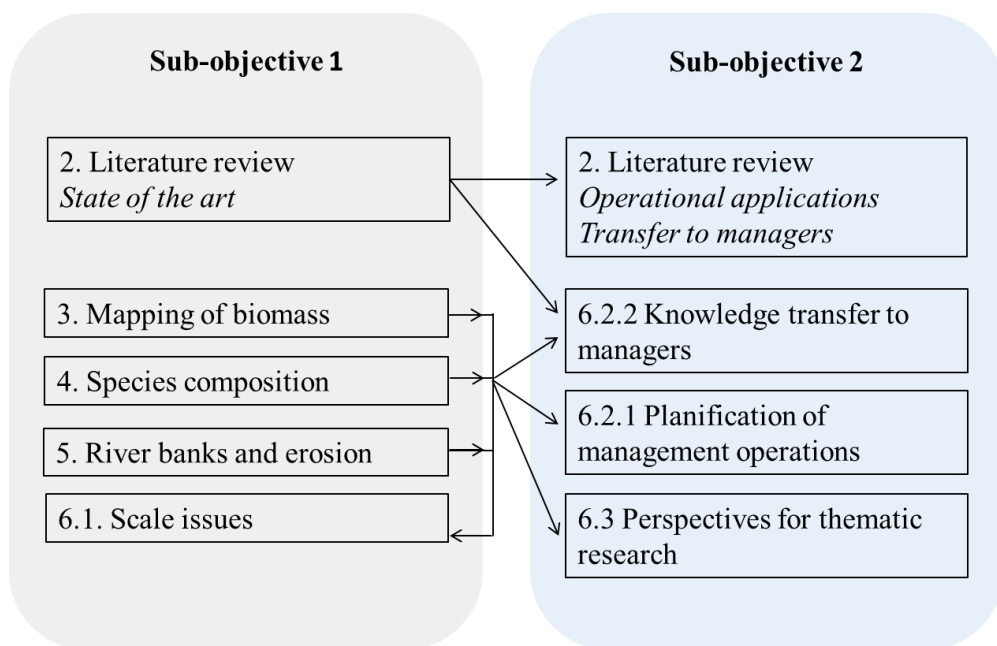 Sub-objective 1
2. Literature review
State of the art
3. Mapping of biomass
4. Species composition
5. River banks and erosion
6.1. Scale issues
Sub-objective 2
2. Literature review
Operational applications
Transfer to managers
6.2.2 Knowledge transfer to
managers
6.2.1 Planification of
management operations
6.3 Perspectives for thematic
research